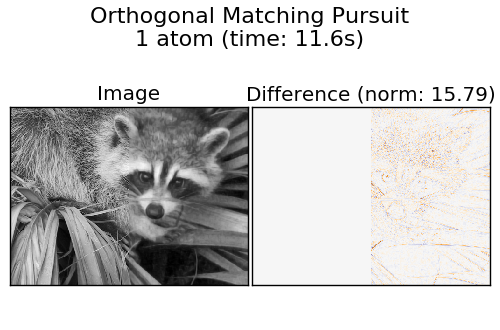 Orthogonal Matching Pursuit
1 atom (time: 11.6s)
Image
Difference (norm: 15.79)